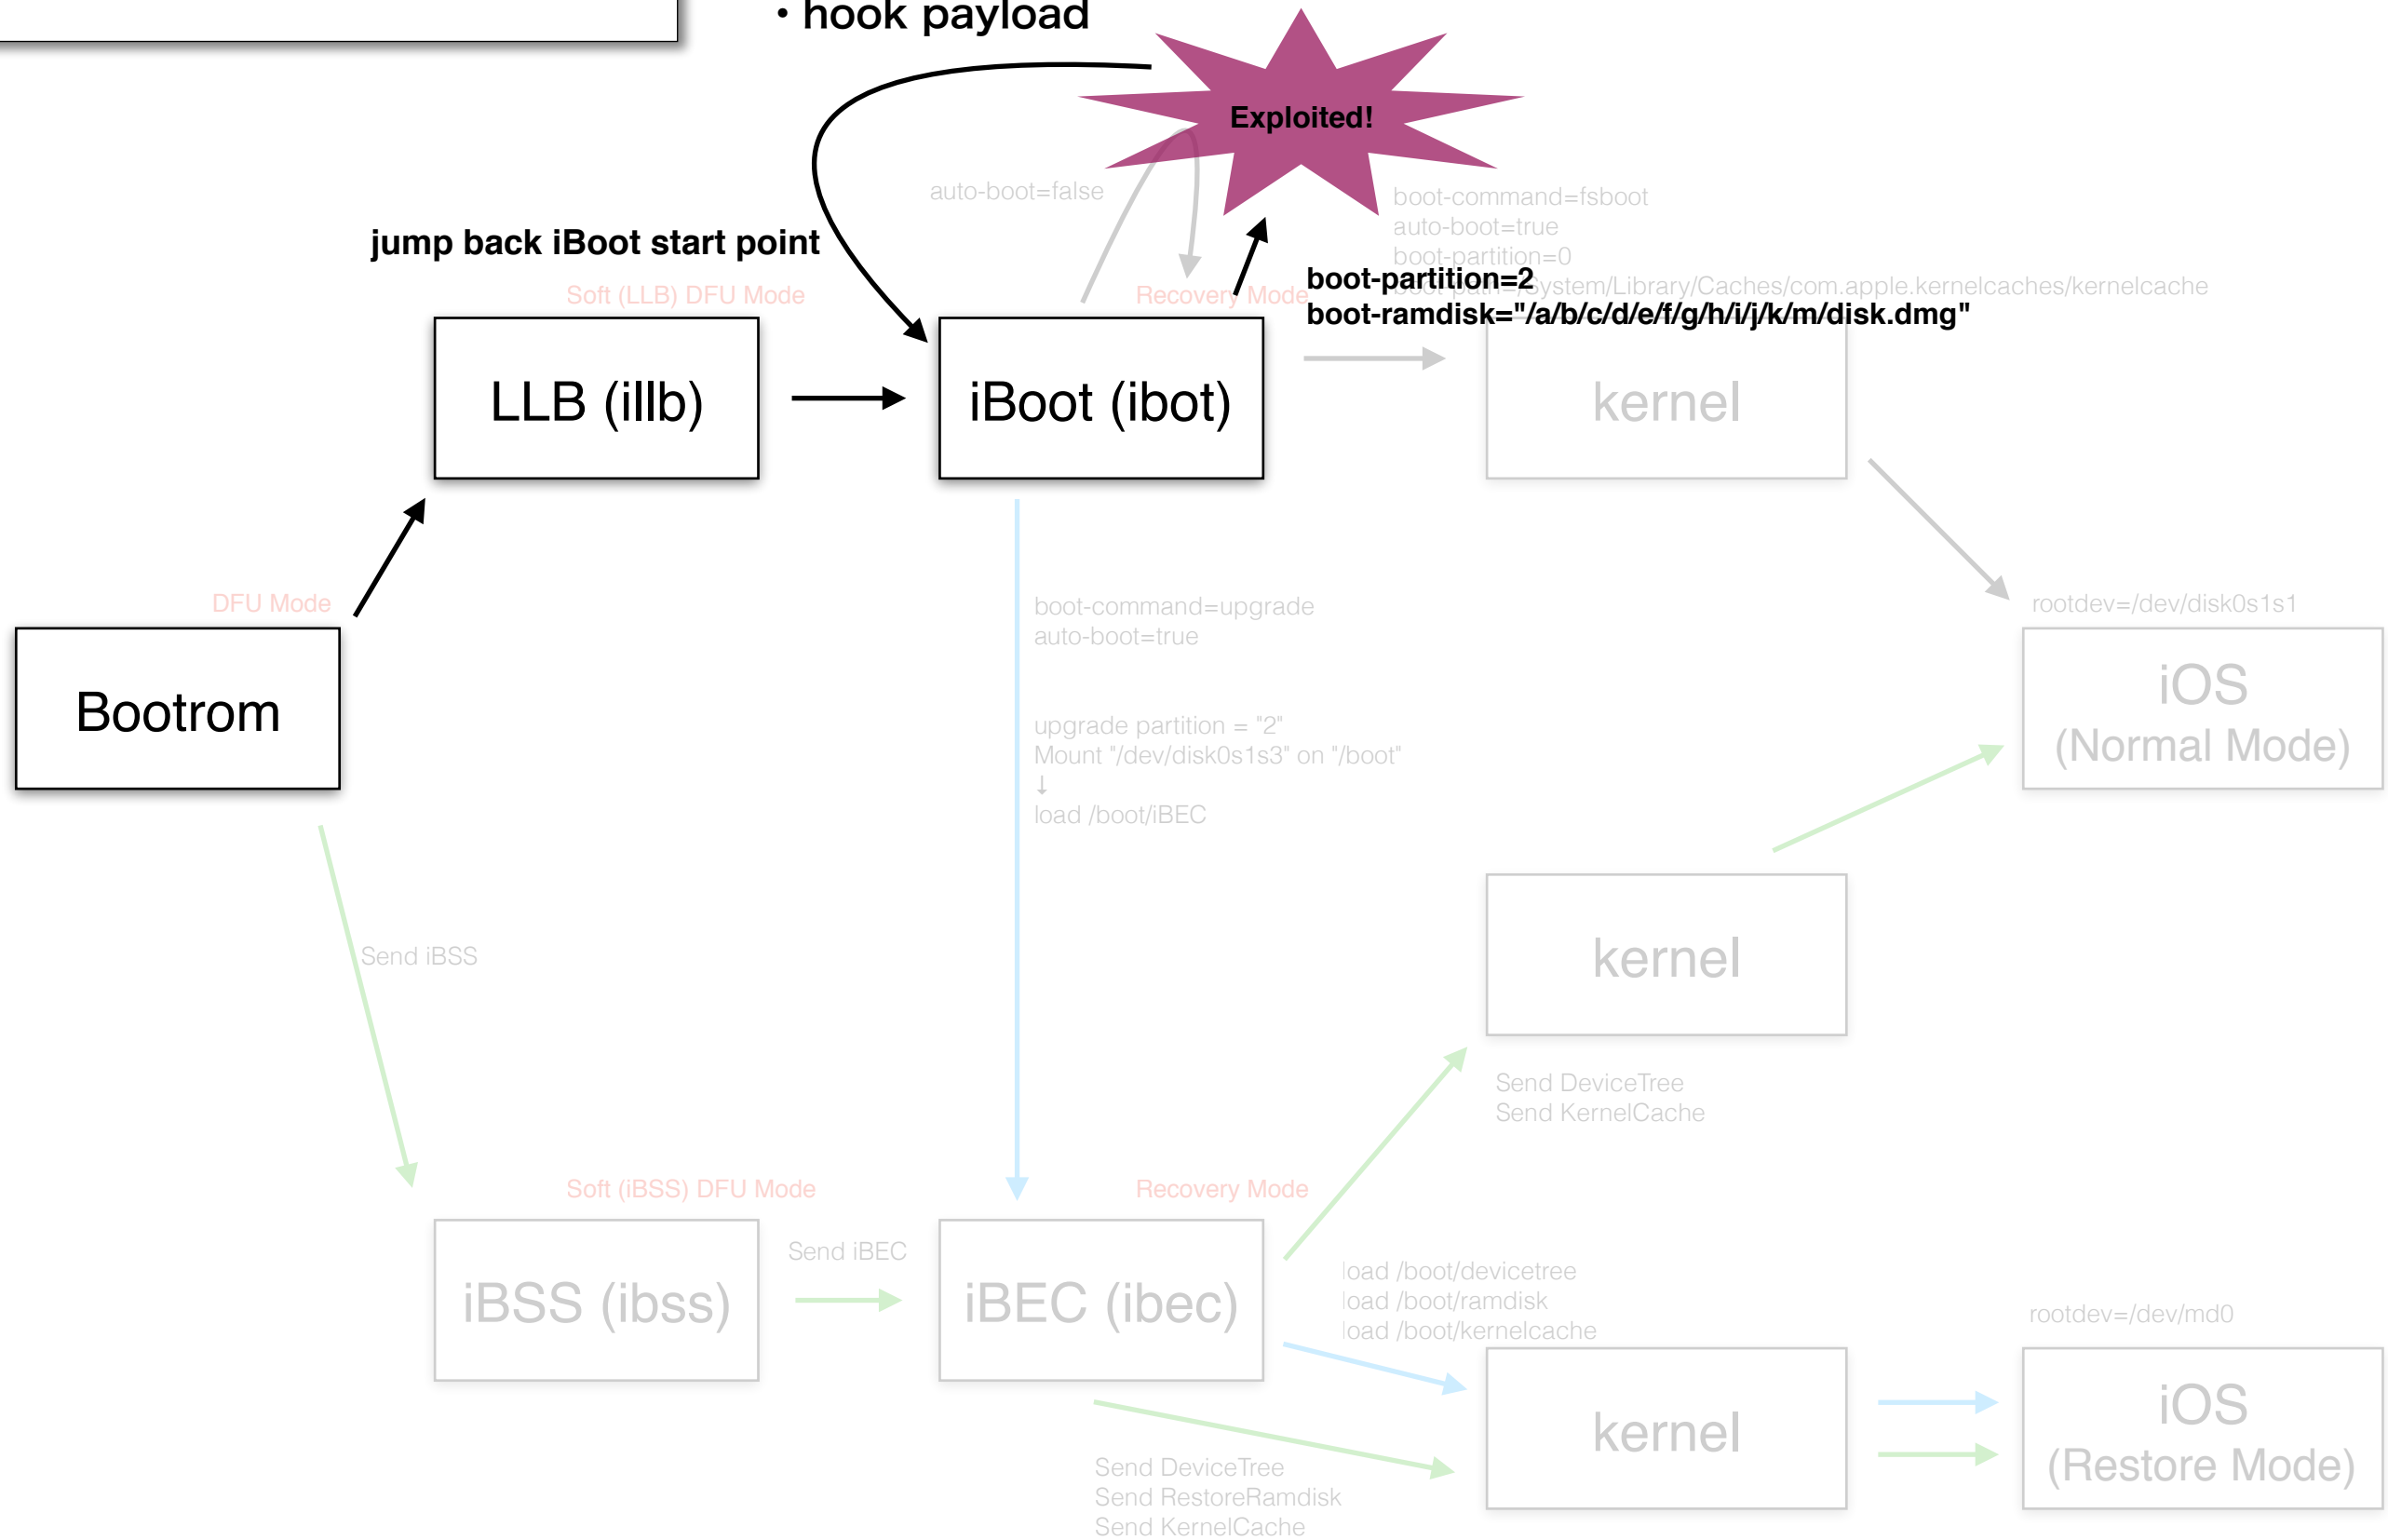 • hook payload
Exploited!
auto-boot=false
boot-command=fsboot
auto-boot=true
boot-partition=0
boot-path=/System/Library/Caches/com.apple.kernelcaches/kernelcache
jump back iBoot start point
boot-partition=2
boot-ramdisk="/a/b/c/d/e/f/g/h/i/j/k/m/disk.dmg"
Soft (LLB) DFU Mode
Recovery Mode
LLB (illb)
iBoot (ibot)
kernel
DFU Mode
Bootrom
boot-command=upgrade
auto-boot=true
upgrade partition = "2"
Mount "/dev/disk0s1s3" on "/boot"
↓
load /boot/iBEC
rootdev=/dev/disk0s1s1
iOS
(Normal Mode)
Send iBSS
kernel
Send DeviceTree
Send KernelCache
Soft (iBSS) DFU Mode
Recovery Mode
iBSS (ibss)
Send iBEC
iBEC (ibec)
load /boot/devicetree
load /boot/ramdisk
load /boot/kernelcache
rootdev=/dev/md0
kernel
iOS
(Restore Mode)
Send DeviceTree
Send RestoreRamdisk
Send KernelCache